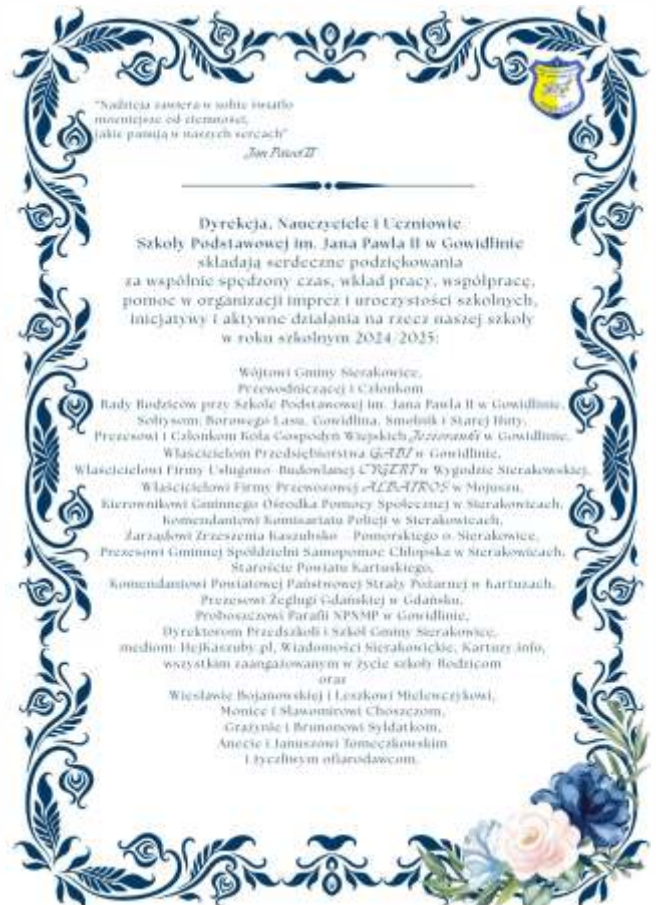 "Nadzieja zawiera w sobie światło
mocniejsze od ciemności,
jakie panują w naszych sercach"
Jan Paweł II
Dyrekcja, Nauczyciele i Uczniowie
Szkoły Podstawowej im. Jana Pawła II w Gowidlinie
składają serdeczne podziękowania
za wspólnie spędzony czas, wkład pracy, współpracę,
pomoc w organizacji imprez i uroczystości szkolnych,
inicjatywy i aktywne działania na rzecz naszej szkoły
w roku szkolnym 2024/2025:
Wójtowi Gminy Sierakowice,
Przewodniczącej i Członkom
Rady Rodziców przy Szkole Podstawowej im. Jana Pawła II w Gowidlinie,
Sołtysom: Borowego Lasu, Gowidlina, Smolnik i Starej Huty,
Prezesowi i Członkom Koła Gospodyń Wiejskich Jezioranki w Gowidlinie,
Właścicielom Przedsiębiorstwa GABI w Gowidlinie,
Właścicielowi Firmy Usługowo-Budowlanej CYGERT w Wygodzie Sierakowskiej,
Właścicielowi Firmy Przewozowej ALBATROS w Mojuszu,
Kierownikowi Gminnego Ośrodka Pomocy Społecznej w Sierakowicach,
Komendantowi Komisariatu Policji w Sierakowicach,
Zarządowi Zrzeszenia Kaszubsko - Pomorskiego o. Sierakowice,
Prezesowi Gminnej Spółdzielni Samopomoc Chłopska w Sierakowicach,
Staroście Powiatu Kartuskiego,
Komendantowi Powiatowej Państwowej Straży Pożarnej w Kartuzach,
Prezesowi Żeglugi Gdańskiej w Gdańsku,
Proboszczowi Parafii NPNMP w Gowidlinie,
Dyrektorom Przedszkoli i Szkół Gminy Sierakowice,
mediom: HejKaszuby.pl, Wiadomości Sierakowickie, Kartuzy.info,
wszystkim zaangażowanym w życie szkoły Rodzicom
oraz
Wiesławie Bojanowskiej i Leszkowi Mielewczykowi,
Monice i Sławomirowi Choszczom,
Grażynie i Brunonowi Syldatkom,
Anecie i Januszowi Tomeczkowskim
i życzliwym ofiarodawcom.